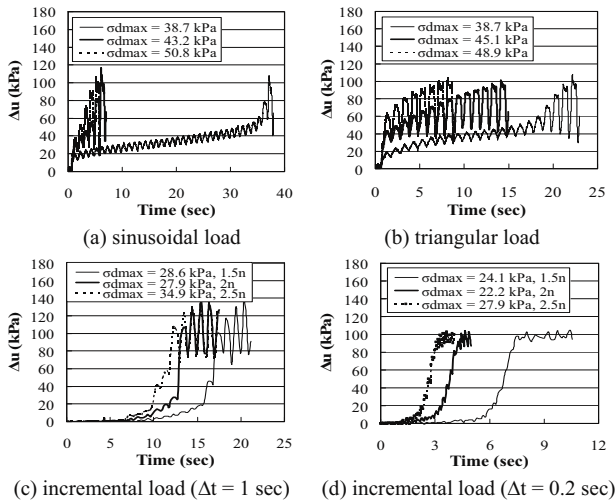 180
160
140
120
100
80
60
40
20
0
Δu (kPa)
σdmax = 38.7 kPa
σdmax = 43.2 kPa
σdmax = 50.8 kPa
0 10 20 30 40
Time (sec)
(a) sinusoidal load
180
160
140
120
100
80
60
40
20
0
Δu (kPa)
σdmax = 38.7 kPa
σdmax = 45.1 kPa
σdmax = 48.9 kPa
0 5 10 15 20 25
Time (sec)
(b) triangular load
180
160
140
120
100
80
60
40
20
0
Δu (kPa)
σdmax = 28.6 kPa, 1.5n
σdmax = 27.9 kPa, 2n
σdmax = 34.9 kPa, 2.5n
0 5 10 15 20 25
Time (sec)
(c) incremental load (Δt = 1 sec)
180
160
140
120
100
80
60
40
20
0
Δu (kPa)
σdmax = 24.1 kPa, 1.5n
σdmax = 22.2 kPa, 2n
σdmax = 27.9 kPa, 2.5n
0 3 6 9 12
Time (sec)
(d) incremental load (Δt = 0.2 sec)